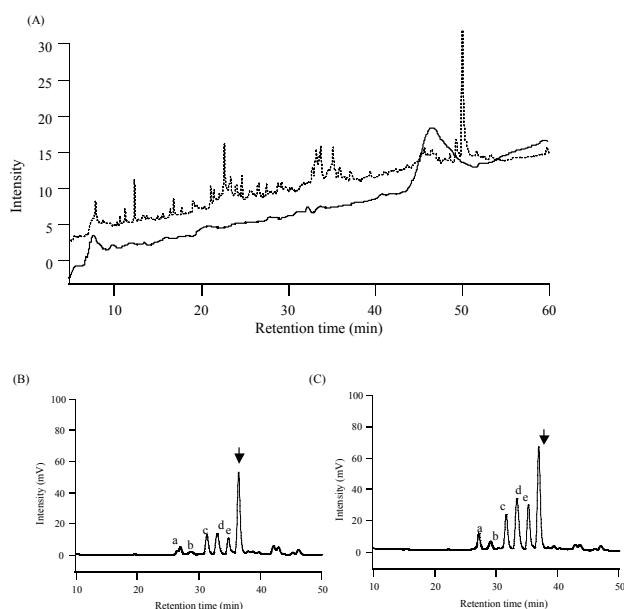 (A)
30
25
20
15
10
5
0
Intensity
10 20 30 40 50 60
Retention time (min)
(B)
100
80
60
40
20
0
Intensity (mV)
a b c d e
10 20 30 40 50
Retention time (min)
(C)
100
80
60
40
20
0
Intensity (mV)
a b c d e
10 20 30 40 50
Retention time (min)